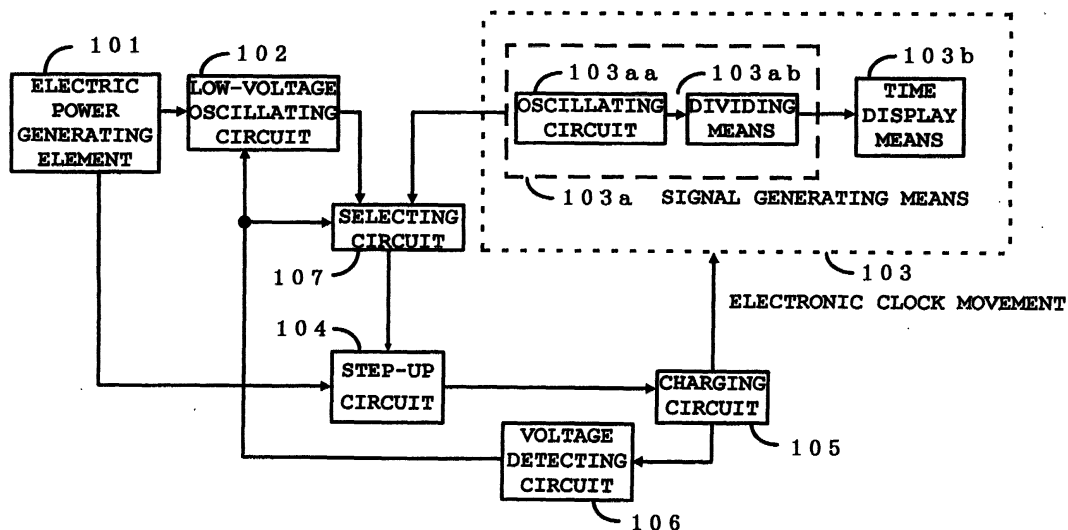 101
102
103aa
103ab
103b
ELECTRIC
POWER
GENERATING
ELEMENT
LOW-VOLTAGE
OSCILLATING
CIRCUIT
OSCILLATING
CIRCUIT
DIVIDING
MEANS
TIME
DISPLAY
MEANS
103a
SIGNAL GENERATING MEANS
SELECTING
CIRCUIT
107
103
ELECTRONIC CLOCK MOVEMENT
104
STEP-UP
CIRCUIT
CHARGING
CIRCUIT
105
VOLTAGE
DETECTING
CIRCUIT
106